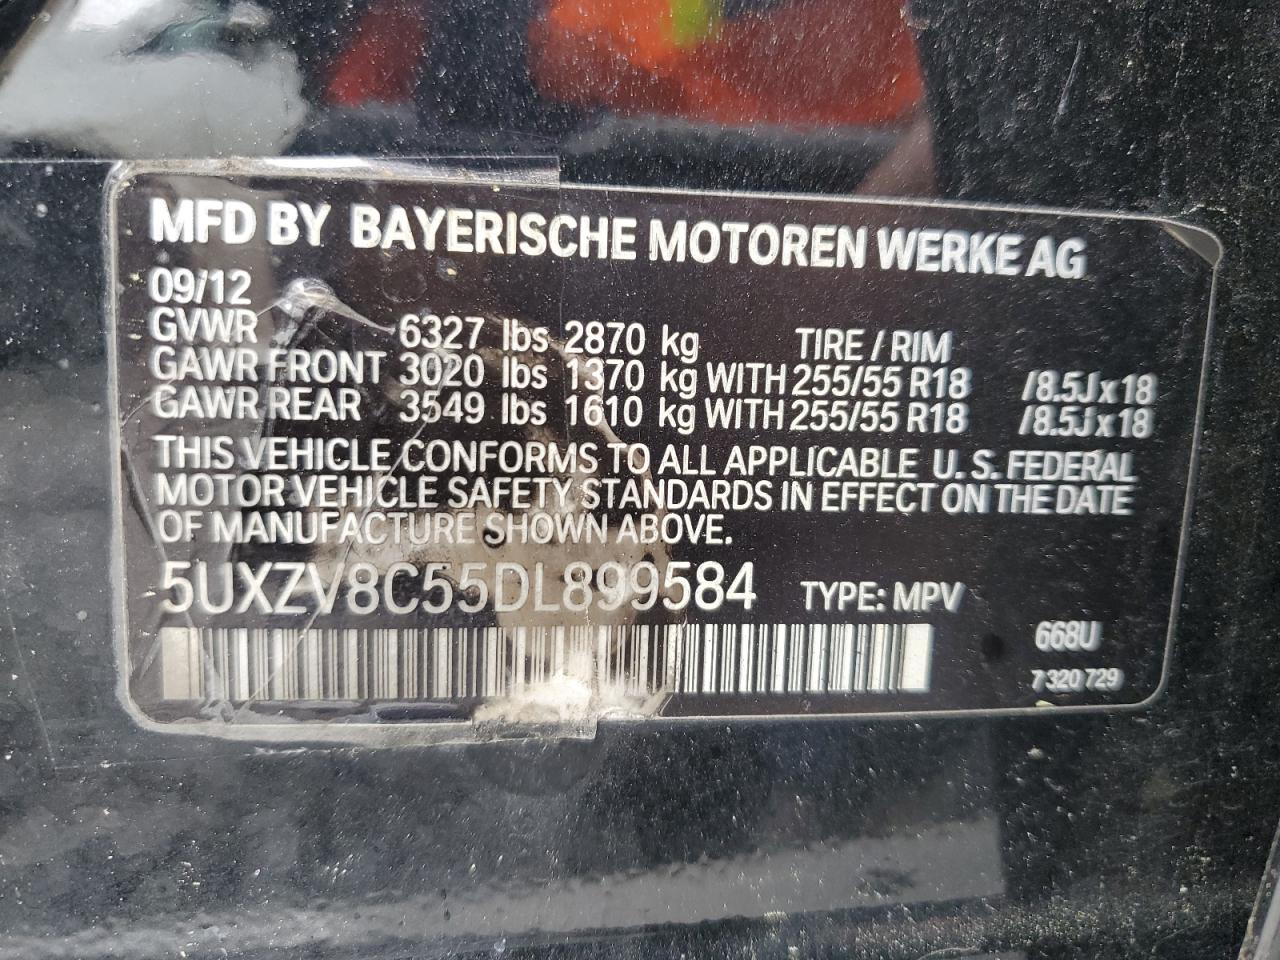 MFD BY BAYERISCHE MOTOREN WERKE AG
09/12
GVWR 6327 lbs 2870 kg TIRE / RIM
GAWR FRONT 3020 lbs 1370 kg WITH 255/55 R18 /8.5J x 18
GAWR REAR 3549 lbs 1610 kg WITH 255/55 R18 /8.5J x 18
THIS VEHICLE CONFORMS TO ALL APPLICABLE U. S. FEDERAL
MOTOR VEHICLE SAFETY STANDARDS IN EFFECT ON THE DATE
OF MANUFACTURE SHOWN ABOVE.
5UXZV8C55DL899584 TYPE: MPV
668U
7 320 729